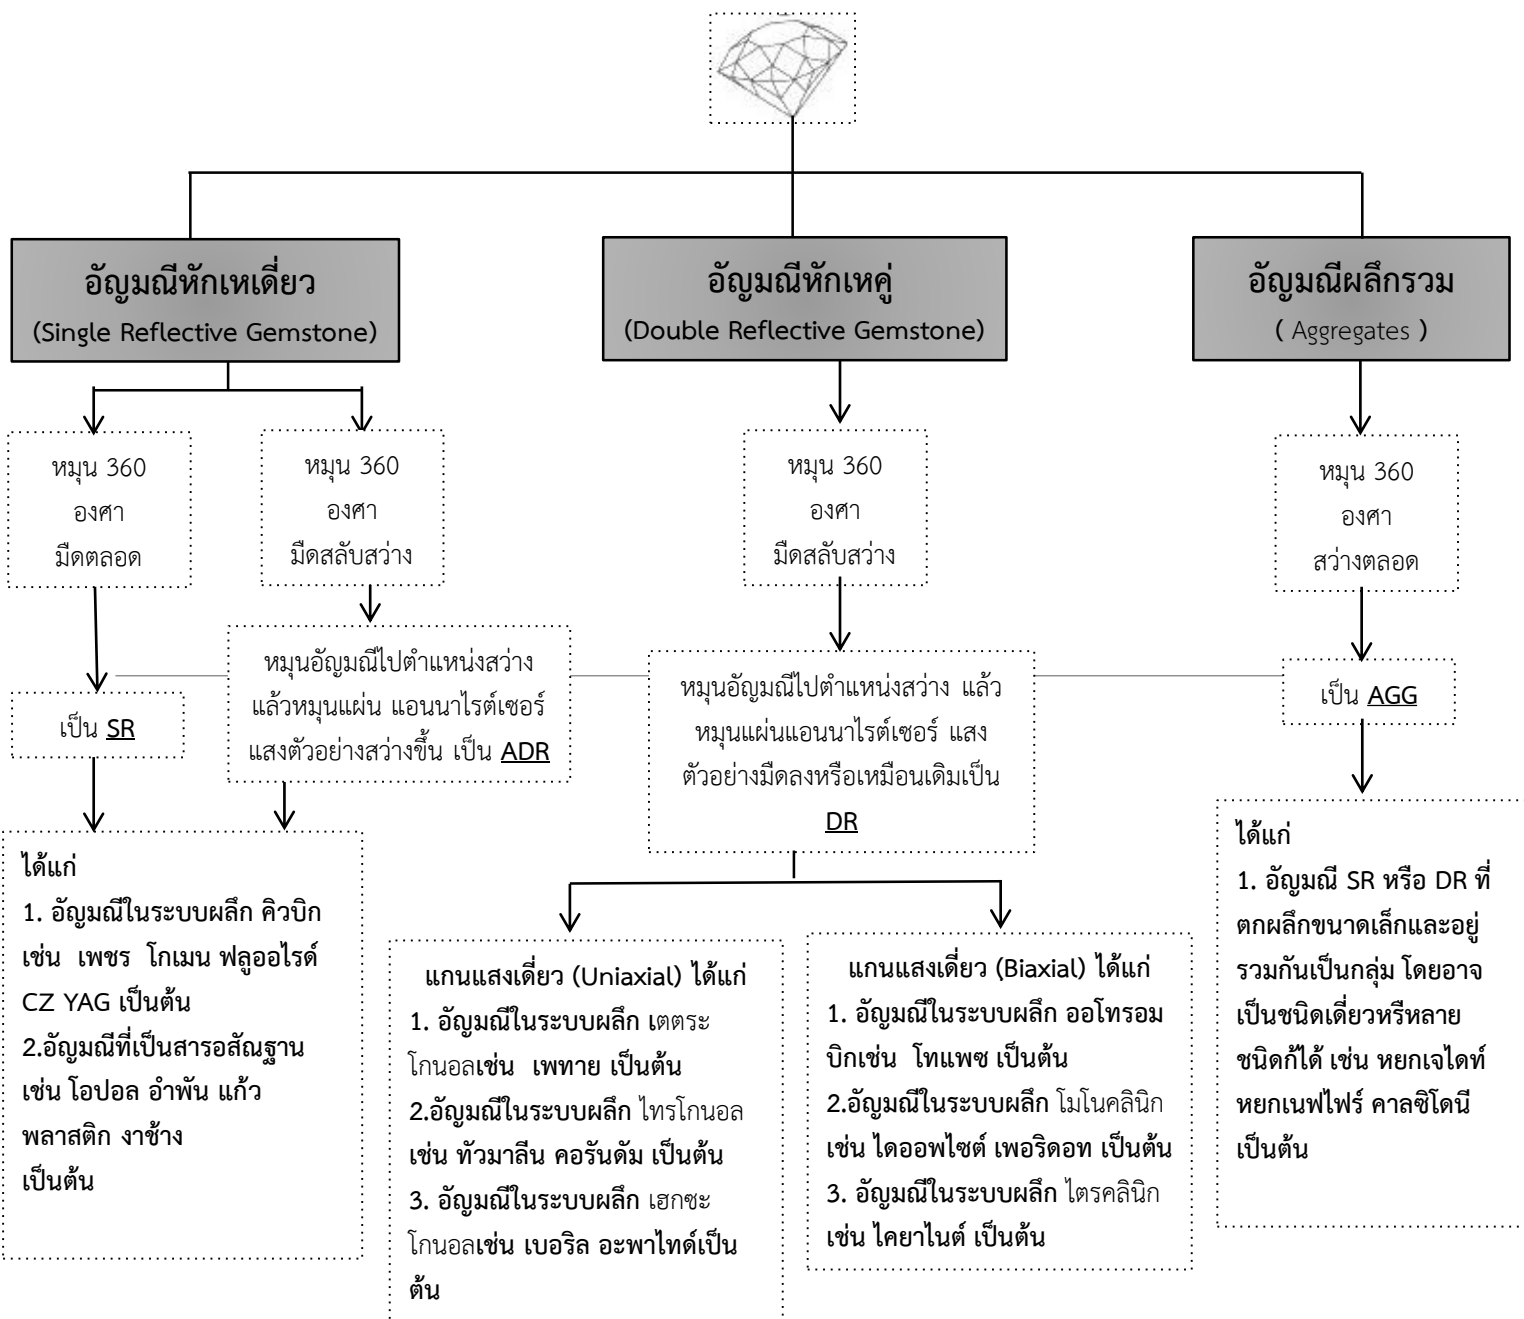 อัญมณีหักเหเดี่ยว
(Single Reflective Gemstone)
อัญมณีหักเหคู่
(Double Reflective Gemstone)
อัญมณีผลึกรวม
( Aggregates )
หมุน 360
องศา
มืดตลอด
หมุน 360
องศา
มืดสลับสว่าง
หมุน 360
องศา
มืดสลับสว่าง
หมุน 360
องศา
สว่างตลอด
เป็น SR
หมุนอัญมณีไปตำแหน่งสว่าง
แล้วหมุนแผ่น แอนนาไรต์เซอร์
แสงตัวอย่างสว่างขึ้น เป็น ADR
หมุนอัญมณีไปตำแหน่งสว่าง แล้ว
หมุนแผ่นแอนนาไรต์เซอร์ แสง
ตัวอย่างมืดลงหรือเหมือนเดิมเป็น
DR
เป็น AGG
ได้แก่
1. อัญมณีในระบบผลึก คิวบิก
เช่น เพชร โกเมน ฟลูออไรด์
CZ YAG เป็นต้น
2.อัญมณีที่เป็นสารอสัณฐาน
เช่น โอปอล อำพัน แก้ว
พลาสติก งาช้าง
เป็นต้น
แกนแสงเดี่ยว (Uniaxial) ได้แก่
1. อัญมณีในระบบผลึก เตตระ
โกนอลเช่น เพทาย เป็นต้น
2.อัญมณีในระบบผลึก ไทรโกนอล
เช่น ทัวมาลีน คอรันดัม เป็นต้น
3. อัญมณีในระบบผลึก เฮกซะ
โกนอลเช่น เบอริล อะพาไทด์เป็น
ต้น
แกนแสงเดี่ยว (Biaxial) ได้แก่
1. อัญมณีในระบบผลึก ออโทรอม
บิกเช่น โทแพซ เป็นต้น
2.อัญมณีในระบบผลึก โมโนคลินิก
เช่น ไดออพไซต์ เพอริดอท เป็นต้น
3. อัญมณีในระบบผลึก ไตรคลินิก
เช่น ไคยาไนต์ เป็นต้น
ได้แก่
1. อัญมณี SR หรือ DR ที่
ตกผลึกขนาดเล็กและอยู่
รวมกันเป็นกลุ่ม โดยอาจ
เป็นชนิดเดี่ยวหรีหลาย
ชนิดก้ได้ เช่น หยกเจไดท์
หยกเนฟไฟร์ คาลซิโดนี
เป็นต้น